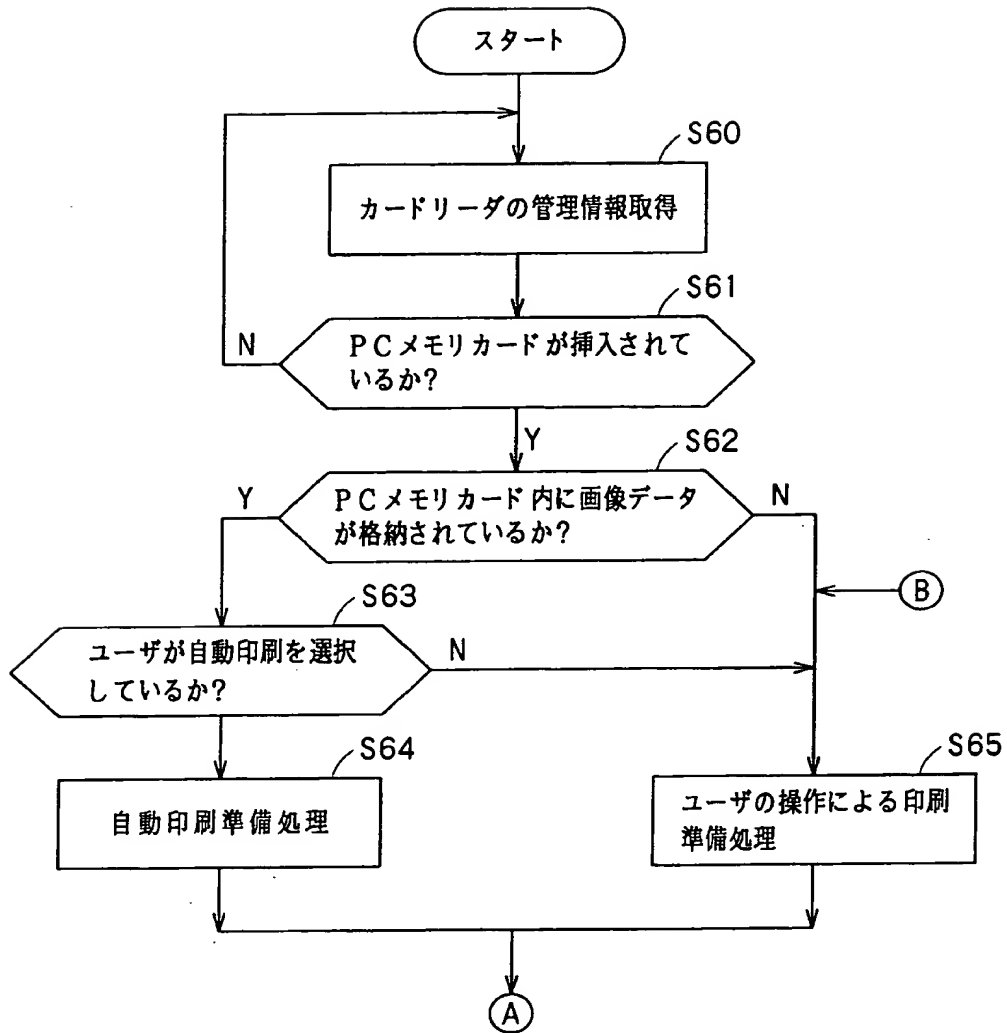 スタート
S60
カードリーダの管理情報取得
S61
PCメモリカードが挿入されて
いるか?
N
Y
S62
PCメモリカード内に画像データ
が格納されているか?
Y
N
B
S63
ユーザが自動印刷を選択
しているか?
N
S64
自動印刷準備処理
S65
ユーザの操作による印刷
準備処理
A